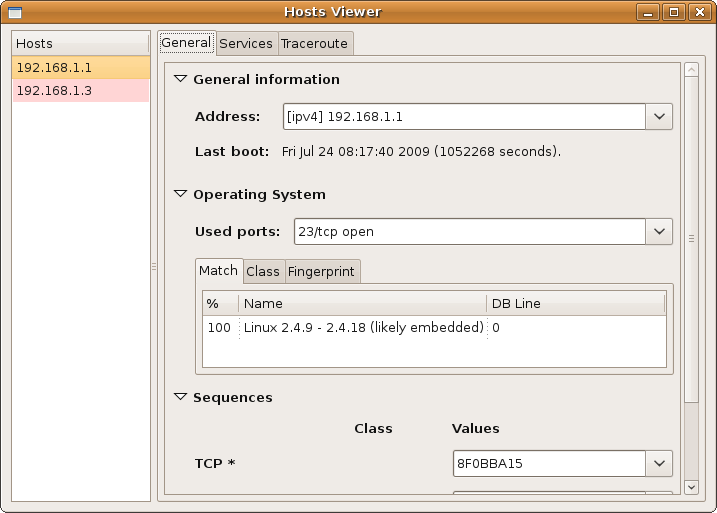 Hosts Viewer
Hosts
192.168.1.1
192.168.1.3
General Services Traceroute
General information
Address: [ipv4] 192.168.1.1
Last boot: Fri Jul 24 08:17:40 2009 (1052268 seconds).
Operating System
Used ports: 23/tcp open
Match Class Fingerprint
% Name DB Line
100 Linux 2.4.9 - 2.4.18 (likely embedded) 0
Sequences
Class Values
TCP * 8F0BBA15